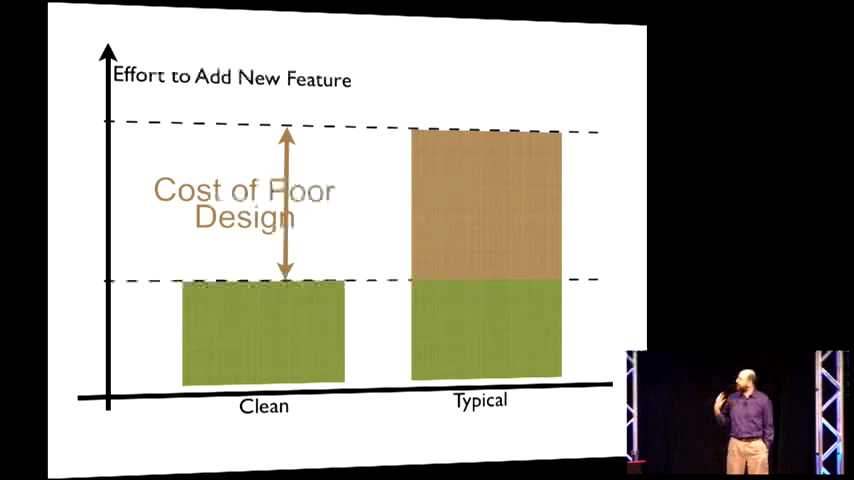 Effort to Add New Feature
Cost of Poor
Design
Clean
Typical